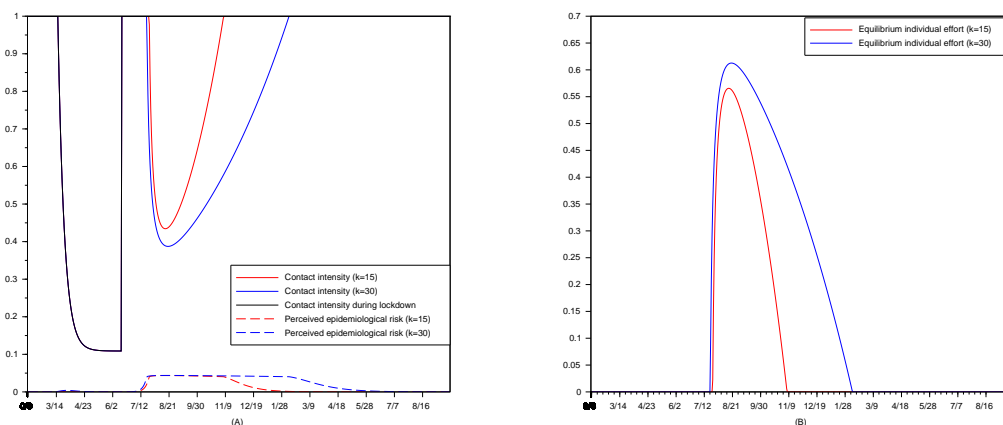 1
0.9
0.8
0.7
0.6
0.5
0.4
0.3
0.2
0.1
0
Contact intensity (k=15)
Contact intensity (k=30)
Contact intensity during lockdown
Perceived epidemiological risk (k=15)
Perceived epidemiological risk (k=30)
3/14 4/23 6/2 7/12 8/21 9/30 11/9 12/19 1/28 3/9 4/18 5/28 7/7 8/16
(A)
0.7
0.65
0.6
0.55
0.5
0.45
0.4
0.35
0.3
0.25
0.2
0.15
0.1
0.05
0
Equilibrium individual effort (k=15)
Equilibrium individual effort (k=30)
3/14 4/23 6/2 7/12 8/21 9/30 11/9 12/19 1/28 3/9 4/18 5/28 7/7 8/16
(B)